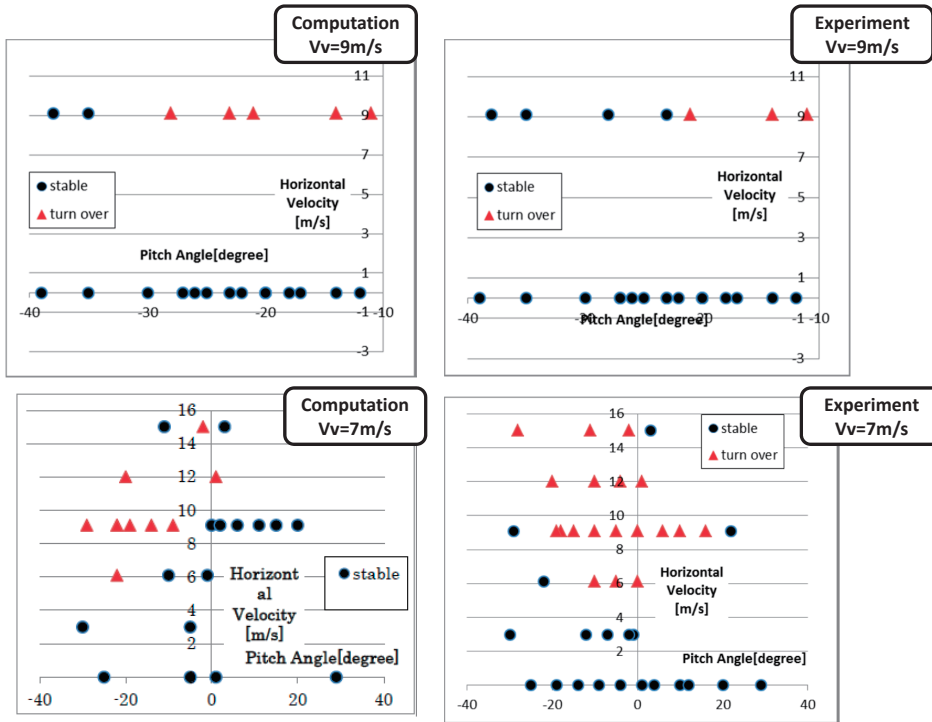 Computation
Vv=9m/s
11
9
7
5
3
1
-1
-3
-40
-30
-20
-10
stable
turn over
Horizontal
Velocity
[m/s]
Pitch Angle[degree]
Experiment
Vv=9m/s
11
9
7
5
3
1
-1
-3
-40
-30
-20
-10
stable
turn over
Horizontal
Velocity
[m/s]
Pitch Angle[degree]
Computation
Vv=7m/s
16
14
12
10
8
6
4
2
0
-40
-20
0
20
40
stable
Horizont
al
Velocity
[m/s]
Pitch Angle[degree]
Experiment
Vv=7m/s
16
14
12
10
8
6
4
2
0
-40
-20
0
20
40
stable
turn over
Horizontal
Velocity
[m/s]
Pitch Angle[degree]